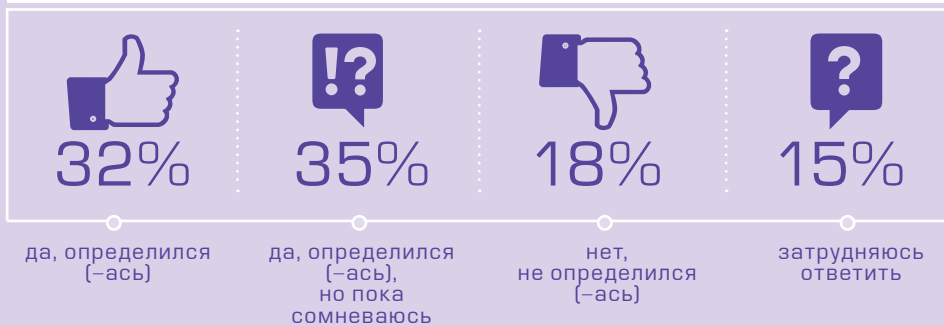 !?
?
32%
35%
18%
15%
да, определился
(–ась)
да, определился
(–ась),
но пока
сомневаюсь
нет,
не определился
(–ась)
затрудняюсь
ответить